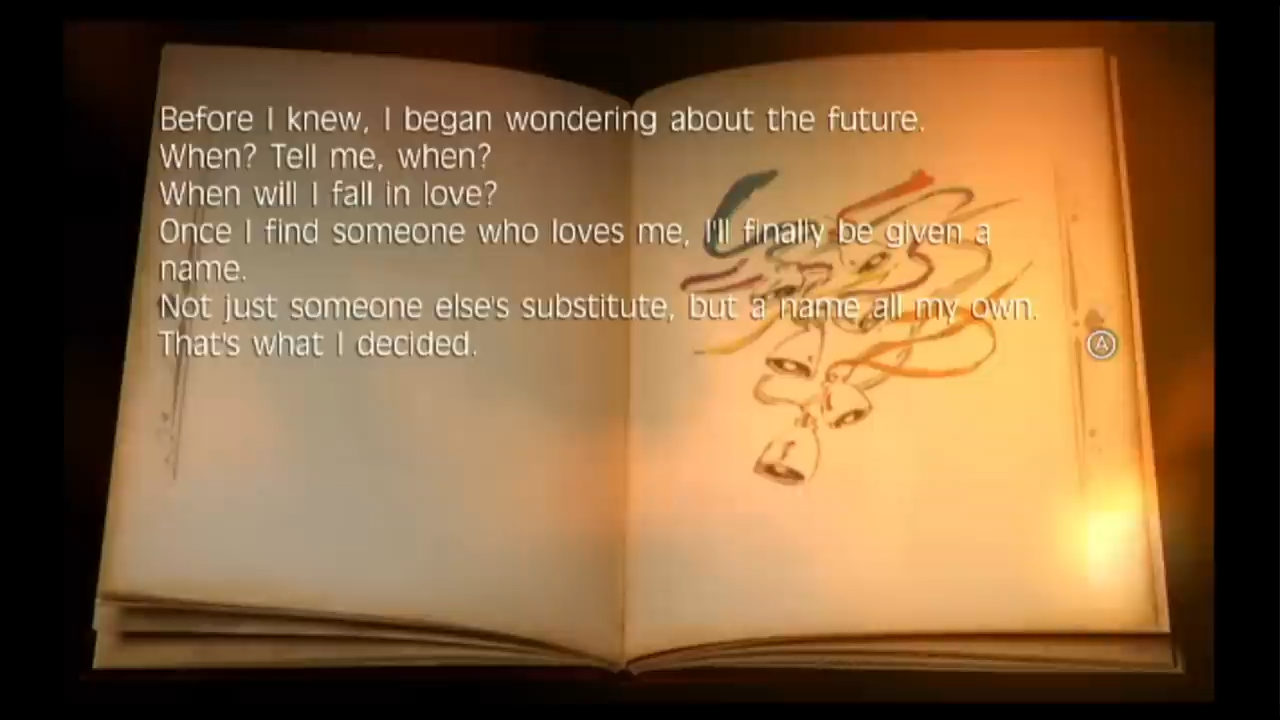 Before I knew, I began wondering about the future.
When? Tell me, when?
When will I fall in love?
Once I find someone who loves me, I'll finally be given a
name.
Not just someone else's substitute, but a name all my own.
That's what I decided.
A